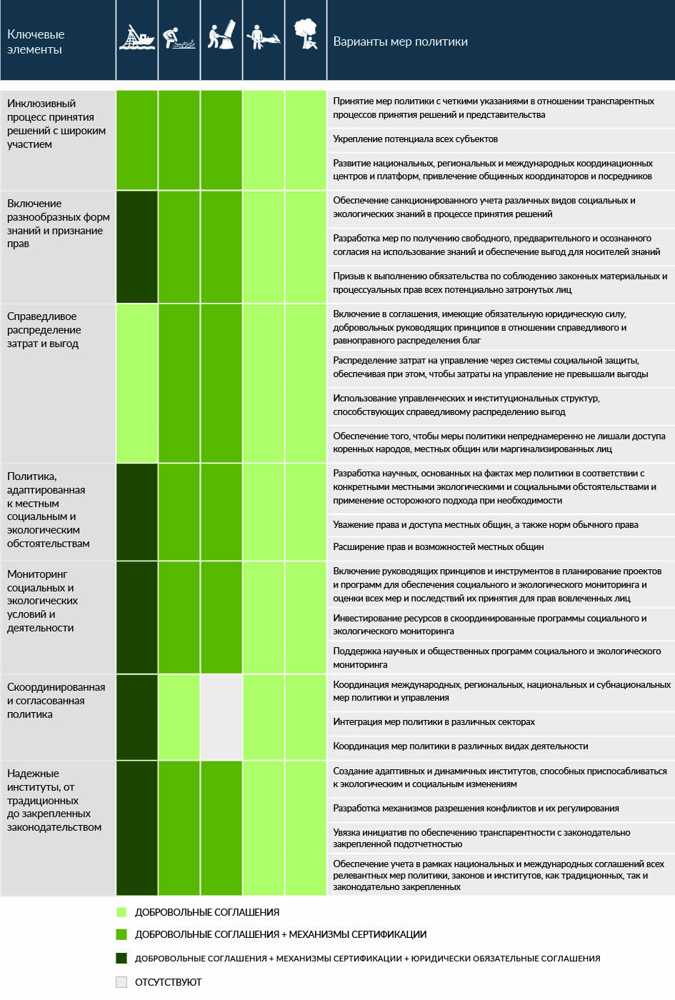 Ключевые
элементы
Варианты мер политики
Инклюзивный
процесс принятия
решений с широким
участием
Принятие мер политики с четкими указаниями в отношении транспарентных
процессов принятия решений и представительства
Укрепление потенциала всех субъектов
Развитие национальных, региональных и международных координационных
центров и платформ, привлечение общинных координаторов и посредников
Включение
разнообразных форм
знаний и признание
прав
Обеспечение санкционированного учета различных видов социальных и
экологических знаний в процессе принятия решений
Разработка мер по получению свободного, предварительного и осознанного
согласия на использование знаний и обеспечение выгод для носителей знаний
Призыв к выполнению обязательства по соблюдению законных материальных и
процессуальных прав всех потенциально затронутых лиц
Справедливое
распределение
затрат и выгод
Включение в соглашения, имеющие обязательную юридическую силу,
добровольных руководящих принципов в отношении справедливого и
равноправного распределения благ
Распределение затрат на управление через системы социальной защиты,
обеспечивая при этом, чтобы затраты на управление не превышали выгоды
Использование управленческих и институциональных структур,
способствующих справедливому распределению выгод
Обеспечение того, чтобы меры политики непреднамеренно не лишали доступа
коренных народов, местных общин или маргинализированных лиц
Политика,
адаптированная
к местным
социальным и
экологическим
обстоятельствам
Разработка научных, основанных на фактах мер политики в соответствии с
конкретными местными экологическими и социальными обстоятельствами и
применение осторожного подхода при необходимости
Уважение права и доступа местных общин, а также норм обычного права
Расширение прав и возможностей местных общин
Мониторинг
социальных и
экологических
условий и
деятельности
Включение руководящих принципов и инструментов в планирование проектов
и программ для обеспечения социального и экологического мониторинга и
оценки всех мер и последствий их принятия для прав вовлеченных лиц
Инвестирование ресурсов в скоординированные программы социального и
экологического мониторинга
Поддержка научных и общественных программ социального и экологического
мониторинга
Скоординированная
и согласованная
политика
Координация международных, региональных, национальных и субнациональных
мер политики и управления
Интеграция мер политики в различных секторах
Координация мер политики в различных видах деятельности
Надежные
институты, от
традиционных
до закрепленных
законодательством
Создание адаптивных и динамичных институтов, способных приспосабливаться
к экологическим и социальным изменениям
Разработка механизмов разрешения конфликтов и их регулирования
Увязка инициатив по обеспечению транспарентности с законодательно
закрепленной подотчетностью
Обеспечение учета в рамках национальных и международных соглашений всех
релевантных мер политики, законов и институтов, как традиционных, так и
законодательно закрепленных
ДОБРОВОЛЬНЫЕ СОГЛАШЕНИЯ
ДОБРОВОЛЬНЫЕ СОГЛАШЕНИЯ + МЕХАНИЗМЫ СЕРТИФИКАЦИИ
ДОБРОВОЛЬНЫЕ СОГЛАШЕНИЯ + МЕХАНИЗМЫ СЕРТИФИКАЦИИ + ЮРИДИЧЕСКИ ОБЯЗАТЕЛЬНЫЕ СОГЛАШЕНИЯ
ОТСУТСТВУЮТ